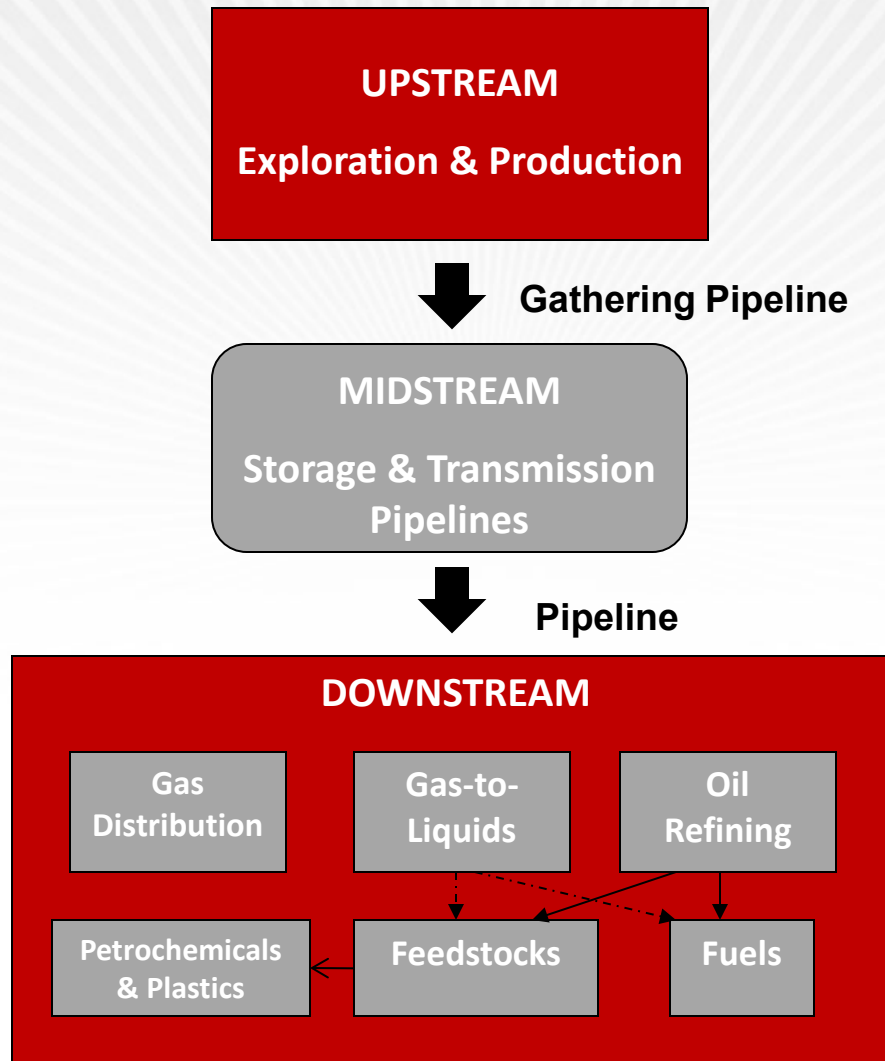 UPSTREAM
Exploration & Production
Gathering Pipeline
MIDSTREAM
Storage & Transmission
Pipelines
Pipeline
DOWNSTREAM
Gas
Distribution
Gas-to-
Liquids
Oil
Refining
Petrochemicals
& Plastics
Feedstocks
Fuels